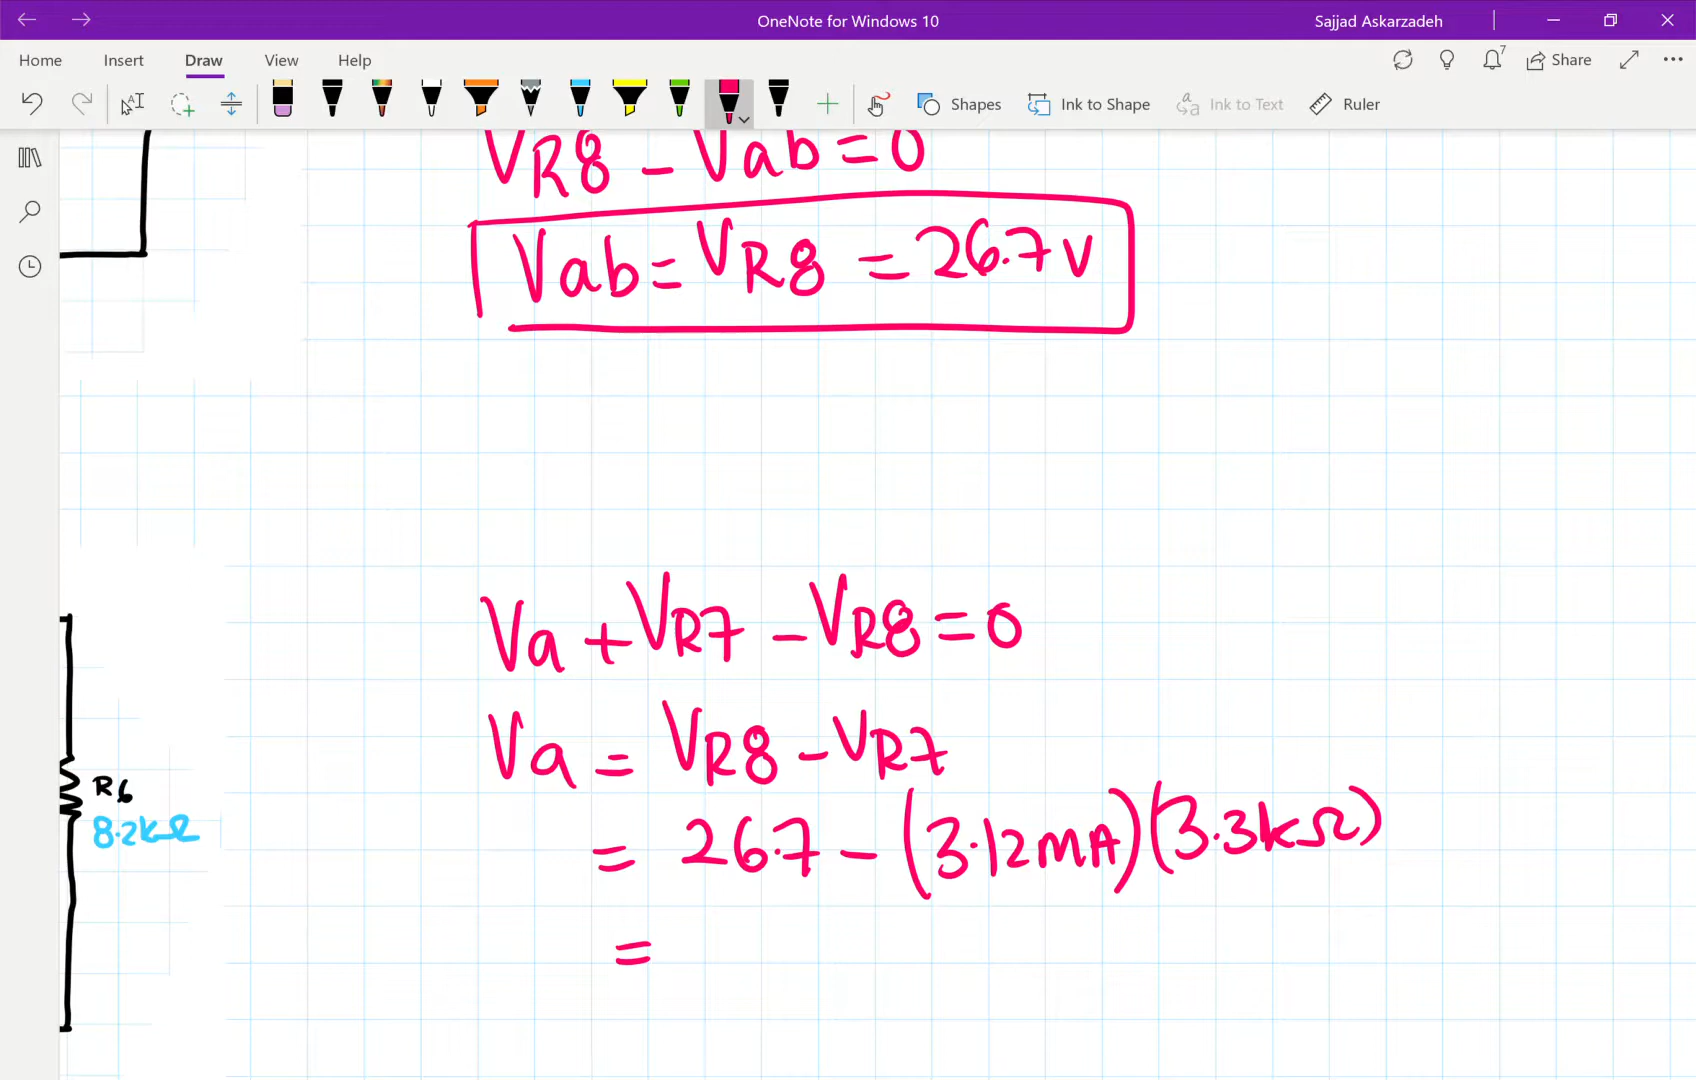 OneNote for Windows 10
Sajjad Askarzadeh
Home Insert Draw View Help
7
Share
Shapes
Ink to Shape
Ink to Text
Ruler
VR8 - Vab = 0
Vab = VR8 = 26.7 V
Va + VR7 - VR8 = 0
Va = VR8 - VR7
= 26.7 - (3.12mA)(3.3kΩ)
=
R6
8.2kΩ